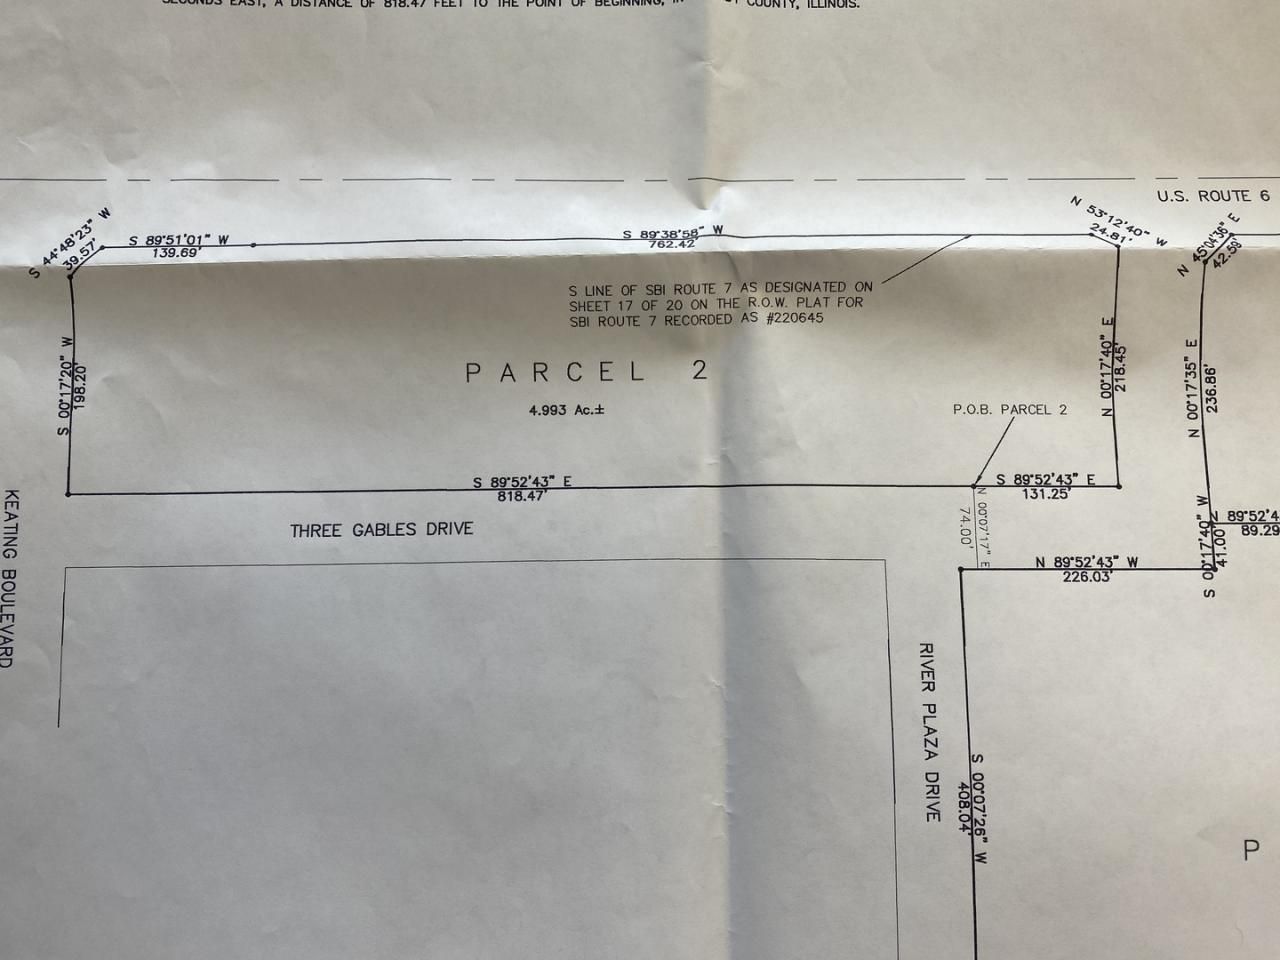 SECONDS EAST, A DISTANCE OF 818.47 FEET TO THE POINT OF BEGINNING, COUNTY, ILLINOIS.
U.S. ROUTE 6
S 44°48'23" W
39.57'
S 89°51'01" W
139.69'
S 89°38'58" W
762.42'
N 53°12'40" W
24.81'
N 45°04'36" E
42.58'
S LINE OF SBI ROUTE 7 AS DESIGNATED ON
SHEET 17 OF 20 ON THE R.O.W. PLAT FOR
SBI ROUTE 7 RECORDED AS #220645
S 00°17'20" W
198.20'
PARCEL 2
4.993 Ac.±
N 00°17'40" E
218.45'
N 00°17'35" E
236.86'
P.O.B. PARCEL 2
S 89°52'43" E
818.47'
S 89°52'43" E
131.25'
N 00°07'17" E
74.00'
S 00°17'40" W
41.00'
89°52'4
89.29
KEATING BOULEVARD
THREE GABLES DRIVE
N 89°52'43" W
226.03'
RIVER PLAZA DRIVE
S 00°07'26" W
408.04'
P